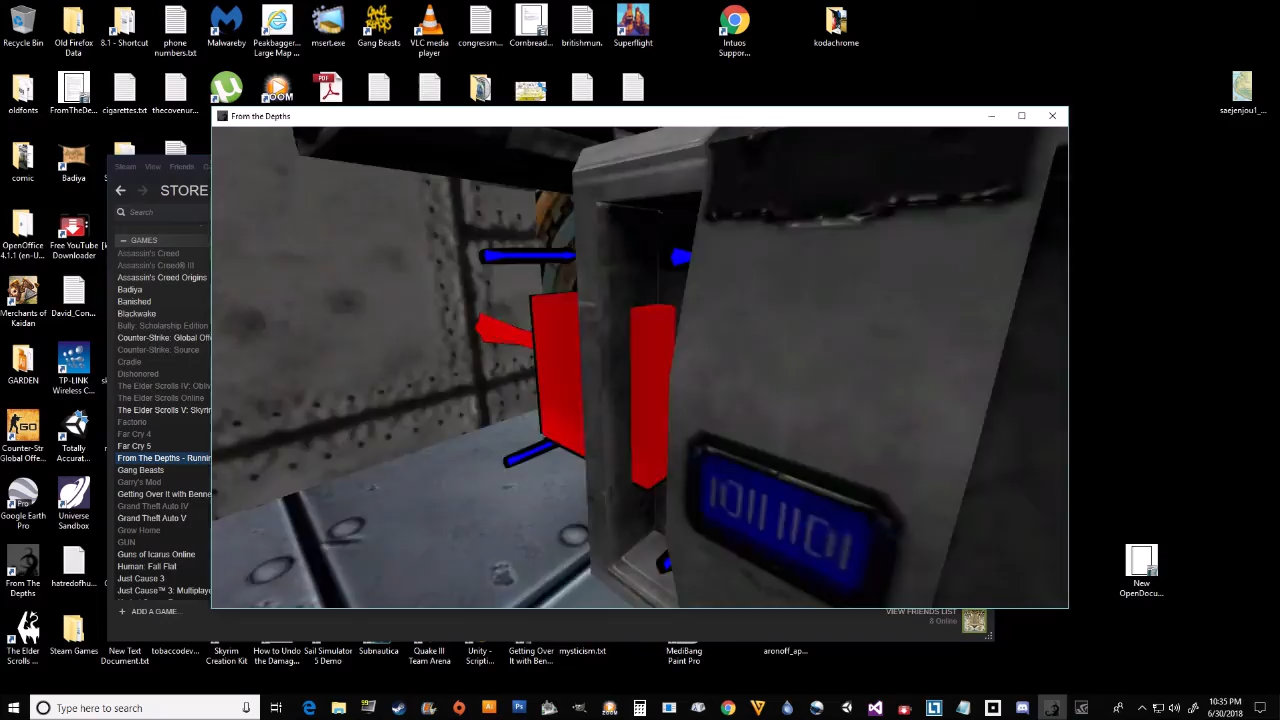 Recycle Bin
Old Firefox Data
8.1 - Shortcut
phone numbers.txt
Malwareby
Peakbagger... Large Map ...
msert.exe
Gang Beasts
VLC media player
congressm...
Cornbread...
britishmun...
Superflight
Intuos Suppor...
kodachrome
oldfonts
FromTheDe...
cigarettes.txt
thecovenur...
PDF
ZOOM
saejenjou1_...
From the Depths
comic
Badiya
Steam View Friends
STORE
Search
GAMES
Assassin's Creed
Assassin's Creed® III
Assassin's Creed Origins
Badiya
Banished
Blackwake
Bully: Scholarship Edition
Counter-Strike: Global Off
Counter-Strike: Source
Cradle
Dishonored
The Elder Scrolls IV: Obliv
The Elder Scrolls Online
The Elder Scrolls V: Skyrim
Factorio
Far Cry 4
Far Cry 5
From The Depths - Runnin
Gang Beasts
Garry's Mod
Getting Over It with Benne
Grand Theft Auto IV
Grand Theft Auto V
Grow Home
GUN
Guns of Icarus Online
Human: Fall Flat
Just Cause 3
Just Cause™ 3: Multiplaye
ADD A GAME...
VIEW FRIENDS LIST
8 Online
OpenOffice 4.1.1 (en-U...
Free YouTube Downloader
Merchants of Kaidan
David_Con...
GARDEN
TP-LINK Wireless C...
Counter-Str Global Offe...
Totally Accurat...
Google Earth Pro
Universe Sandbox
From The Depths
hatredofhu...
New OpenDocu...
The Elder Scrolls ...
Steam Games
New Text Document.txt
tobaccodev...
Skyrim Creation Kit
How to Undo the Damag...
Sail Simulator 5 Demo
Subnautica
Quake III Team Arena
Unity - Scripti...
Getting Over It with Ben...
mysticism.txt
MediBang Paint Pro
aronoff_ap...
Type here to search
10:35 PM
6/30/2018